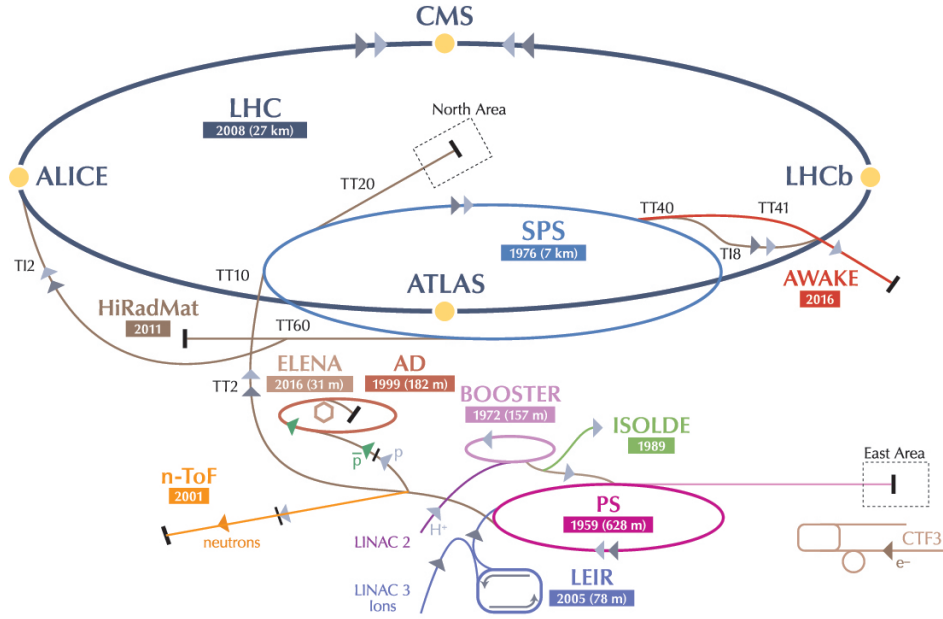 CMS
LHC
2008 (27 km)
North Area
ALICE
LHCb
TT20
TT40
TT41
SPS
1976 (7 km)
TI8
TI2
TT10
ATLAS
AWAKE
2016
HiRadMat
2011
TT60
ELENA
2016 (31 m)
AD
1999 (182 m)
TT2
BOOSTER
1972 (157 m)
ISOLDE
1989
p̅
p
East Area
n-ToF
2001
PS
1959 (628 m)
neutrons
LINAC 2
H⁺
CTF3
e–
LEIR
2005 (78 m)
LINAC 3
Ions